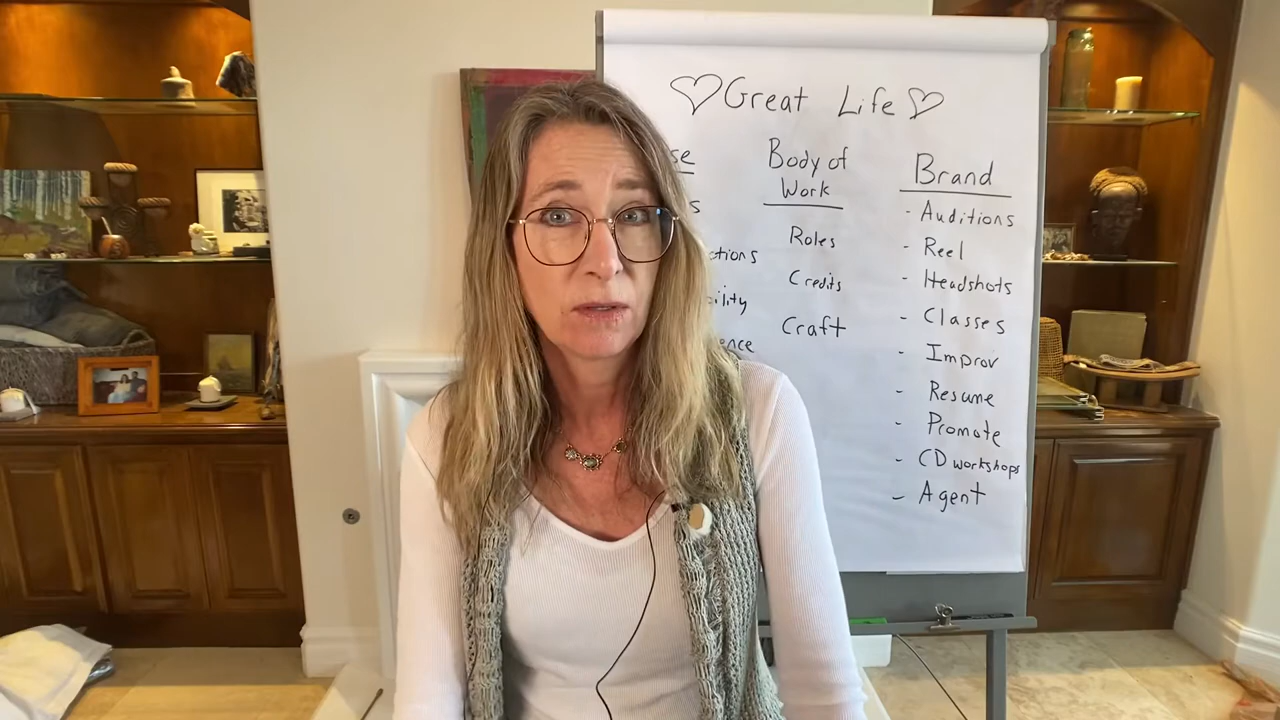 Great Life
Body of
Work
Roles
Credits
Craft
Brand
- Auditions
- Reel
- Headshots
- Classes
- Improv
- Resume
- Promote
- CD workshops
- Agent